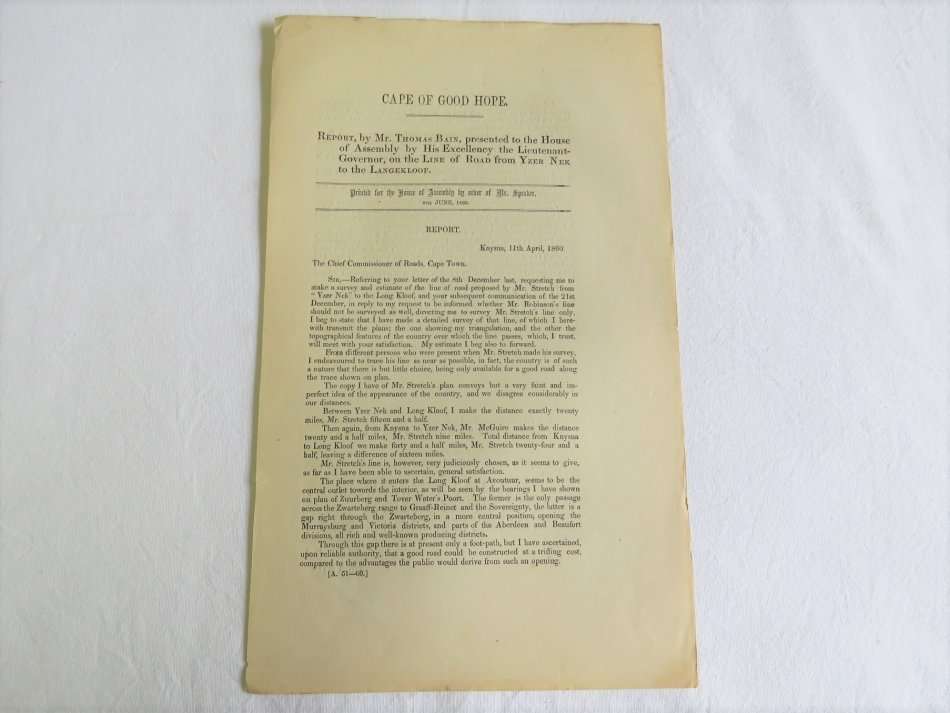 CAPE OF GOOD HOPE.
REPORT, by MR. THOMAS BAIN, presented to the House
of Assembly by His Excellency the Lieutenant-
Governor, on the LINE of ROAD from YZER NEK
to the LANGEKLOOF.
Printed for the House of Assembly by order of Mr. Speaker.
JUNE, 1860.
REPORT.
Knysna, 11th April, 1860.
The Chief Commissioner of Roads, Cape Town.
SIR,—Referring to your letter of the 8th December last, requesting me to
make a survey and estimate of the line of road proposed by Mr. Stretch from
"Yzer Nek" to the Long Kloof, and your subsequent communication of the 21st
December, in reply to my request to be informed whether Mr. Robinson's line
should not be surveyed as well, directing me to survey Mr. Stretch's line only,
I beg to state that I have made a detailed survey of that line, of which I here-
with transmit the plans; the one showing my triangulation, and the other the
topographical features of the country over which the line passes, which, I trust,
will meet with your satisfaction. My estimate I beg also to forward.
From different persons who were present when Mr. Stretch made his survey,
I endeavoured to trace his line as near as possible, in fact, the country is of such
a nature that there is but little choice, being only available for a good road along
the trace shown on plan.
The copy I have of Mr. Stretch's plan conveys but a very faint and im-
perfect idea of the appearance of the country, and we disagree considerably in
our distances.
Between Yzer Nek and Long Kloof, I make the distance exactly twenty
miles, Mr. Stretch fifteen and a half.
Then again, from Knysna to Yzer Nek, Mr. McGuire makes the distance
twenty and a half miles, Mr. Stretch nine miles. Total distance from Knysna
to Long Kloof we make forty and a half miles, Mr. Stretch twenty-four and a
half, leaving a difference of sixteen miles.
Mr. Stretch's line is, however, very judiciously chosen, as it seems to give,
as far as I have been able to ascertain, general satisfaction.
The place where it enters the Long Kloof at Avontuur, seems to be the
central outlet towards the interior, as will be seen by the bearings I have shown
on plan of Zuurberg and Tover Water's Poort. The former is the only passage
across the Zwarteberg range to Graaff-Reinet and the Sovereignty, the latter is a
gap right through the Zwarteberg, in a more central position, opening the
Murraysburg and Victoria districts, and parts of the Aberdeen and Beaufort
divisions, all rich and well-known producing districts.
Through this gap there is at present only a foot-path, but I have ascertained,
upon reliable authority, that a good road could be constructed at a trifling cost,
compared to the advantages the public would derive from such an opening.
[A. 51—60.]